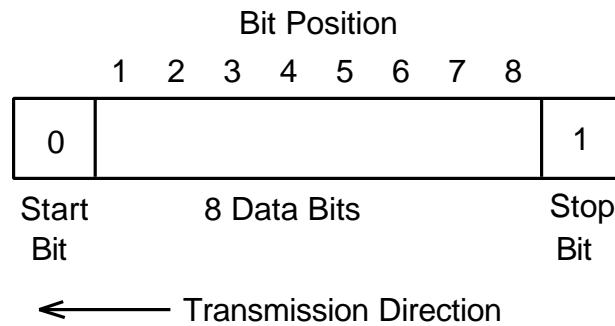 Bit Position
1 2 3 4 5 6 7 8
0 1
Start 8 Data Bits Stop
Bit Bit
Transmission Direction